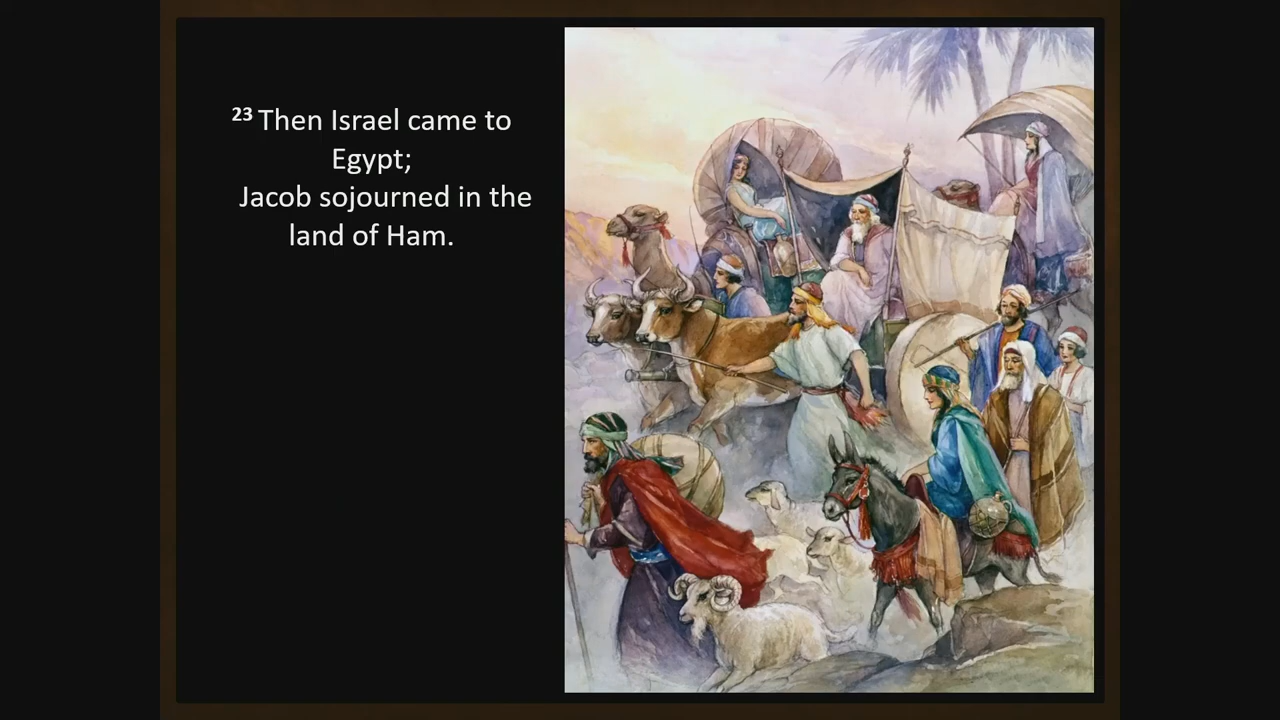 23 Then Israel came to
Egypt;
Jacob sojourned in the
land of Ham.